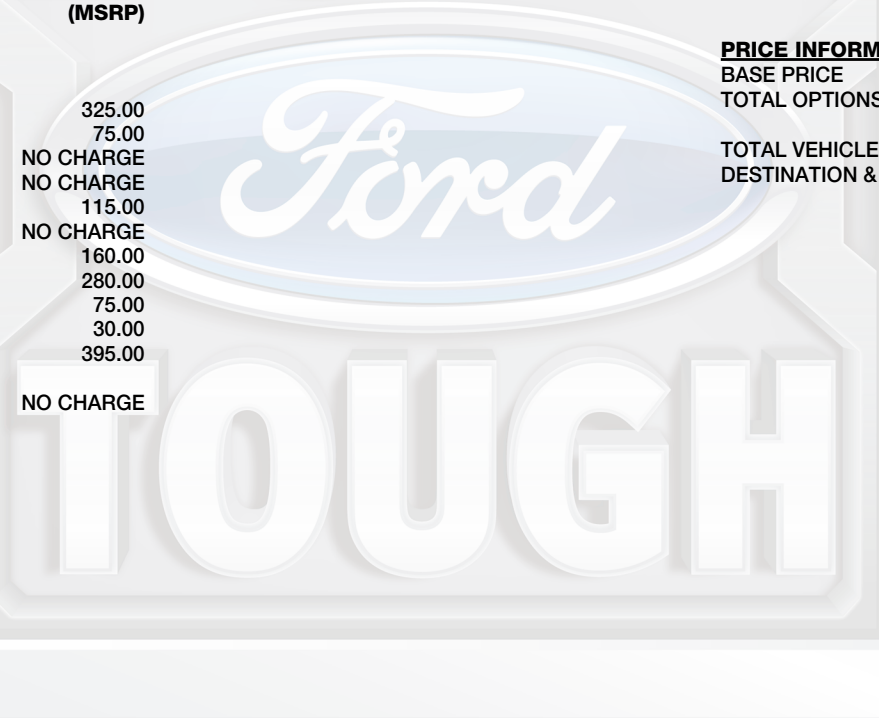 (MSRP)
325.00
75.00
NO CHARGE
NO CHARGE
115.00
NO CHARGE
160.00
280.00
75.00
30.00
395.00
NO CHARGE
PRICE INFORM
BASE PRICE
TOTAL OPTIONS
TOTAL VEHICLE
DESTINATION &
Ford
TOUGH